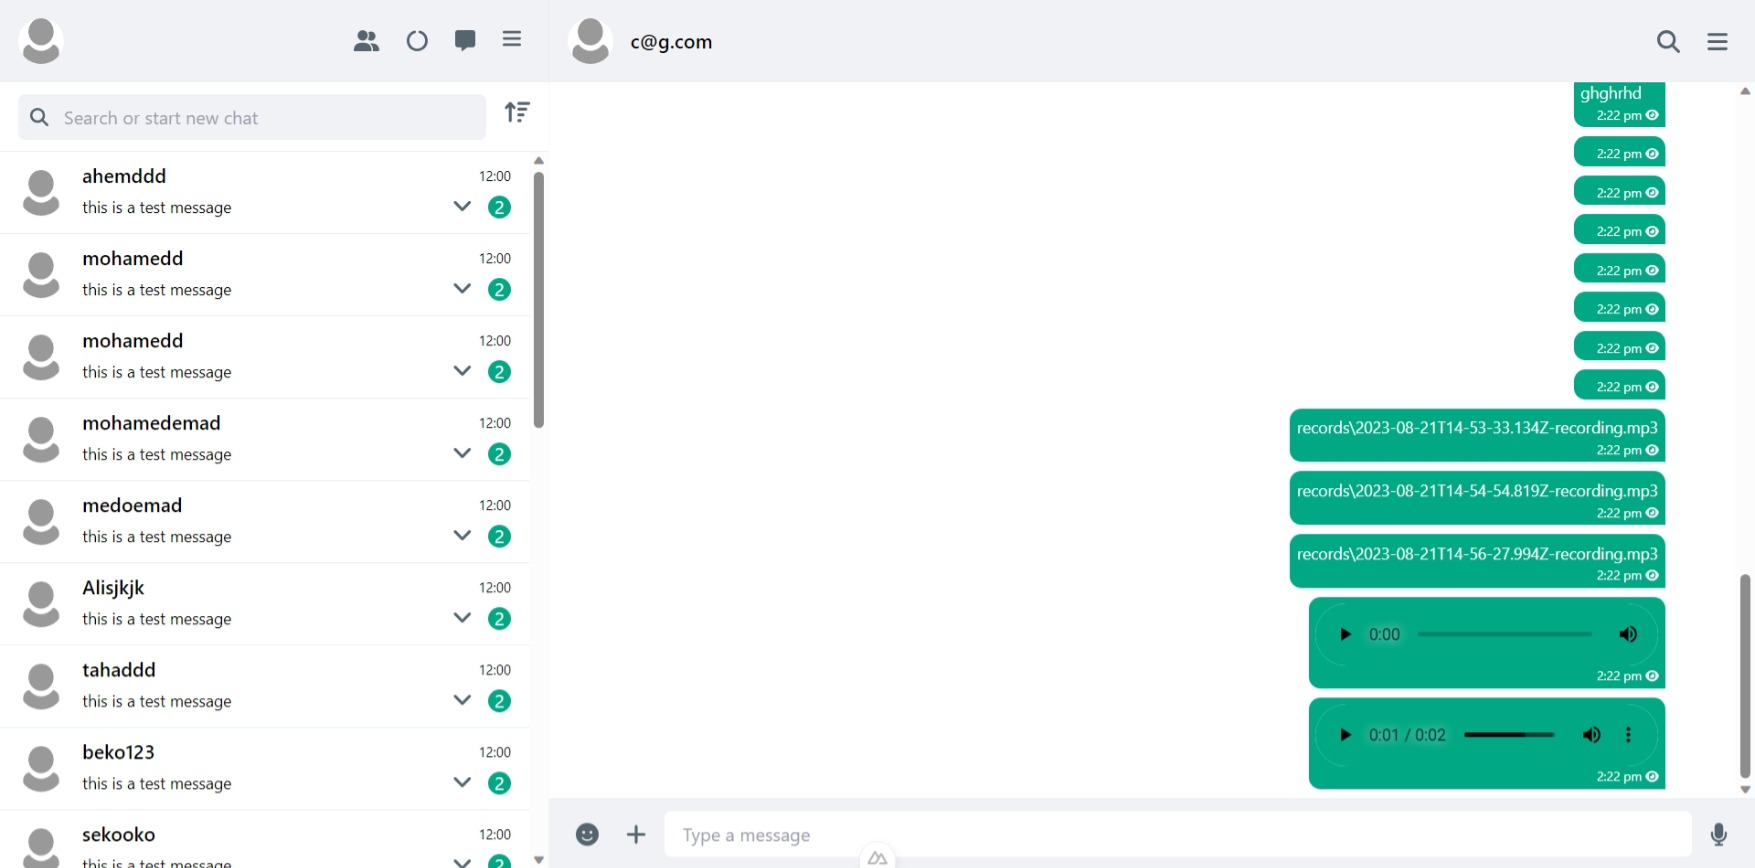 c@g.com
Search or start new chat
ahemddd 12:00
this is a test message 2
mohamedd 12:00
this is a test message 2
mohamedd 12:00
this is a test message 2
mohamedemad 12:00
this is a test message 2
medoemad 12:00
this is a test message 2
Alisjkjk 12:00
this is a test message 2
tahaddd 12:00
this is a test message 2
beko123 12:00
this is a test message 2
sekooko 12:00
this is a test message 2
ghghrhd
2:22 pm
2:22 pm
2:22 pm
2:22 pm
2:22 pm
2:22 pm
2:22 pm
2:22 pm
records\2023-08-21T14-53-33.134Z-recording.mp3
2:22 pm
records\2023-08-21T14-54-54.819Z-recording.mp3
2:22 pm
records\2023-08-21T14-56-27.994Z-recording.mp3
2:22 pm
0:00
2:22 pm
0:01 / 0:02
2:22 pm
Type a message